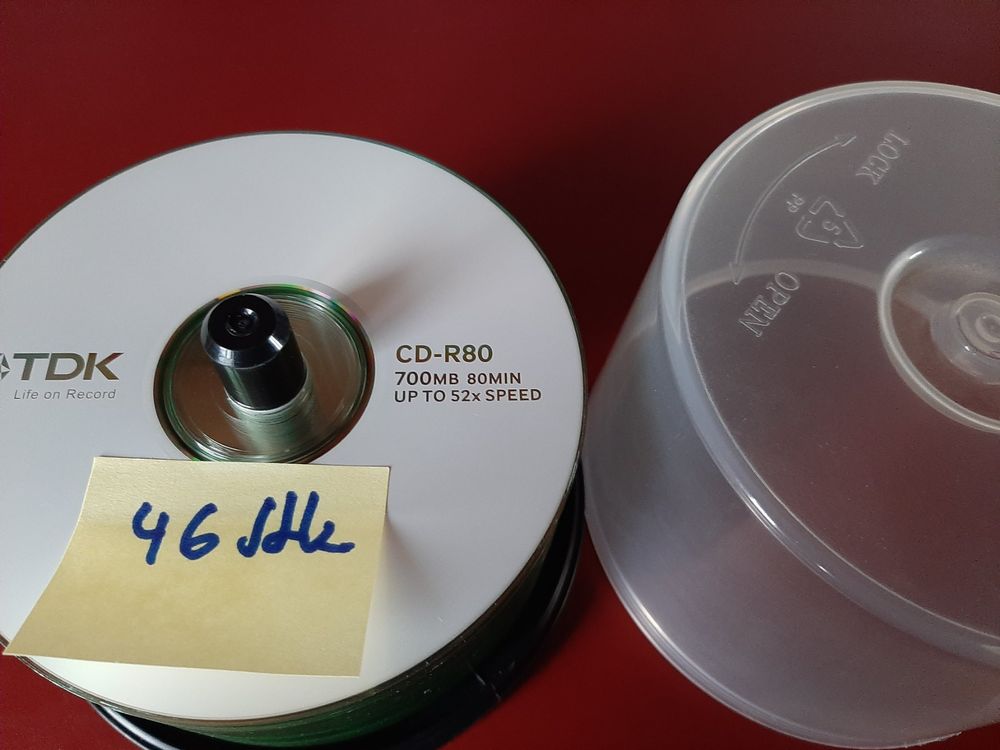 TDK
Life on Record
CD-R80
700MB 80MIN
UP TO 52x SPEED
46 Stk
LOCK
PP
5
OPEN